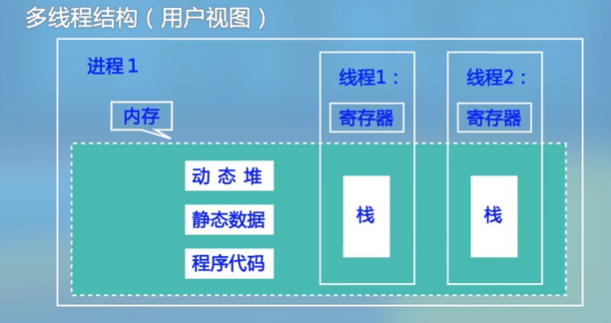 多线程结构（用户视图）
进程１
线程1：
线程2：
内存
寄存器
寄存器
动 态 堆
静态数据
程序代码
栈
栈